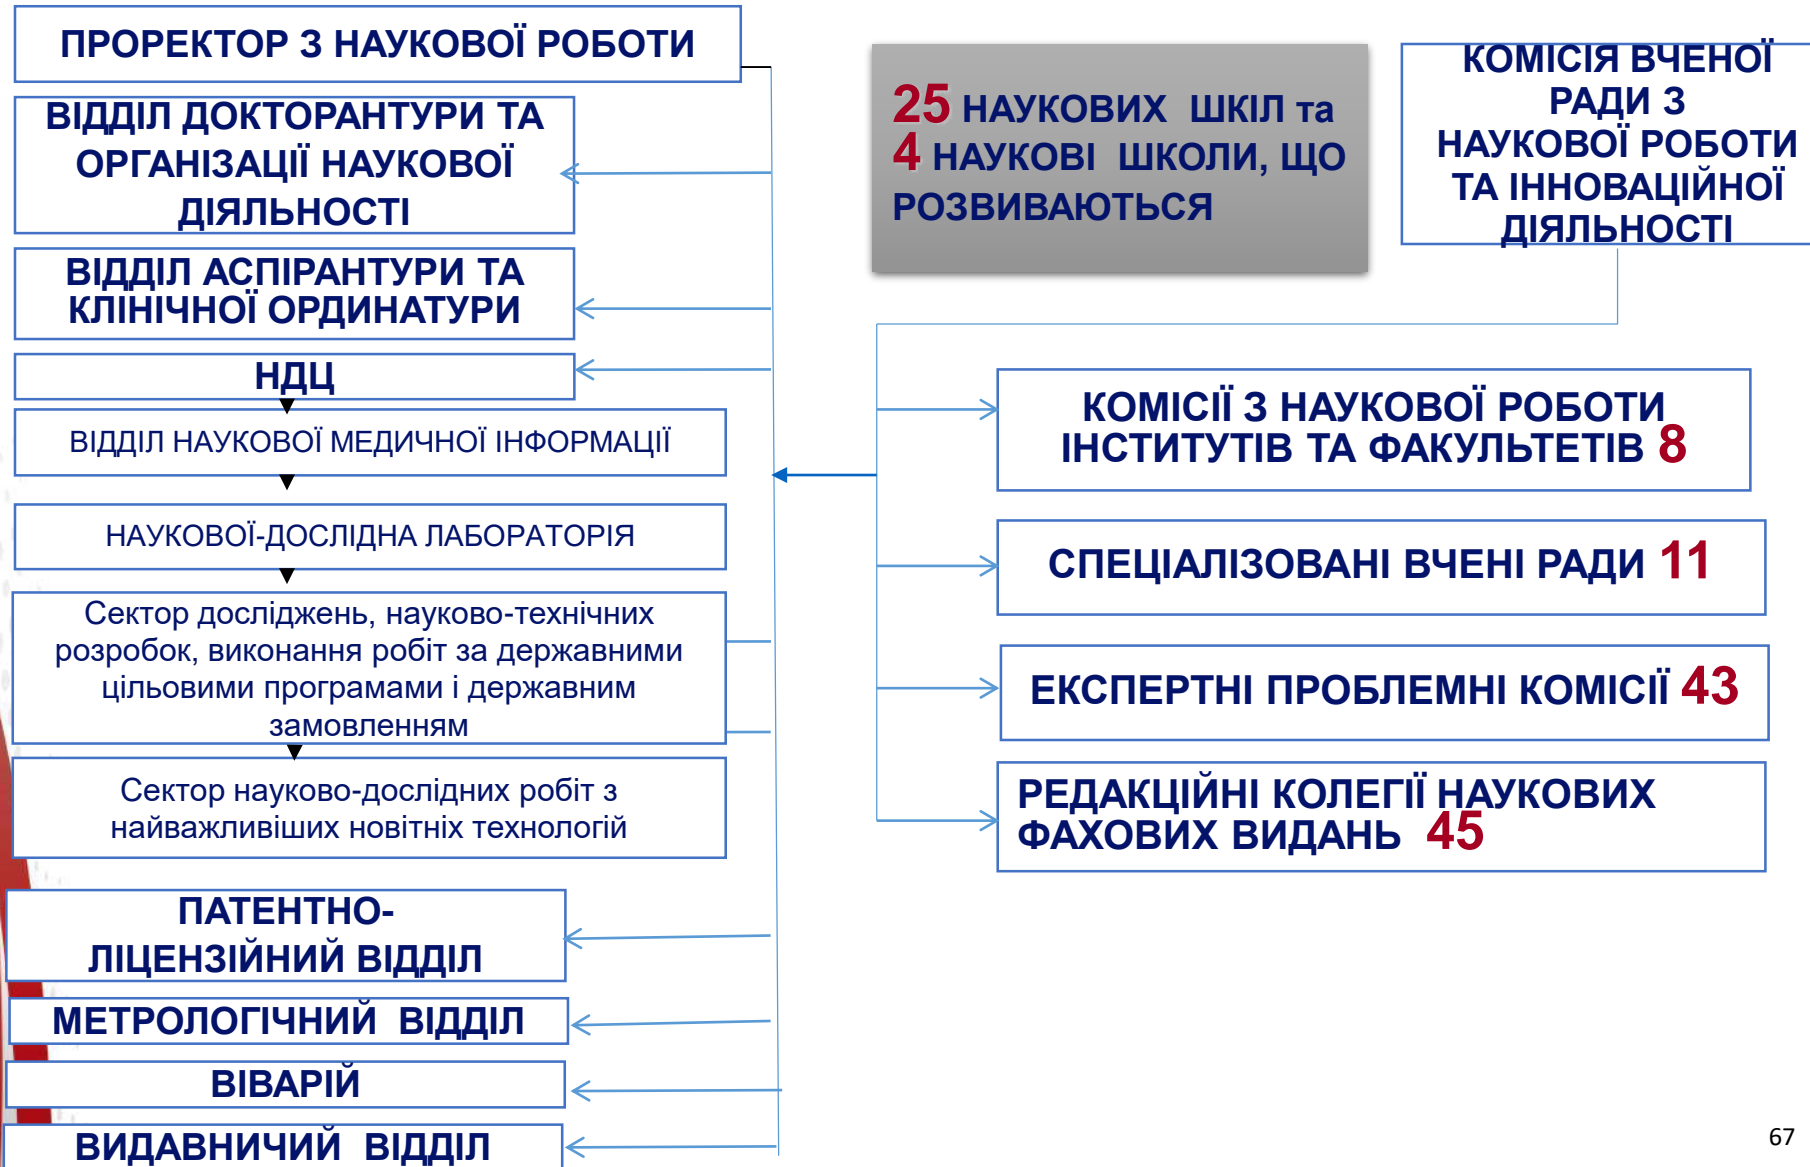 ПРОРЕКТОР З НАУКОВОЇ РОБОТИ
ВІДДІЛ ДОКТОРАНТУРИ ТА
ОРГАНІЗАЦІЇ НАУКОВОЇ
ДІЯЛЬНОСТІ
ВІДДІЛ АСПІРАНТУРИ ТА
КЛІНІЧНОЇ ОРДИНАТУРИ
НДЦ
ВІДДІЛ НАУКОВОЇ МЕДИЧНОЇ ІНФОРМАЦІЇ
НАУКОВОЇ-ДОСЛІДНА ЛАБОРАТОРІЯ
Сектор досліджень, науково-технічних
розробок, виконання робіт за державними
цільовими програмами і державним
замовленням
Сектор науково-дослідних робіт з
найважливіших новітніх технологій
ПАТЕНТНО-
ЛІЦЕНЗІЙНИЙ ВІДДІЛ
МЕТРОЛОГІЧНИЙ ВІДДІЛ
ВІВАРІЙ
ВИДАВНИЧИЙ ВІДДІЛ
25 НАУКОВИХ ШКІЛ та
4 НАУКОВІ ШКОЛИ, ЩО
РОЗВИВАЮТЬСЯ
КОМІСІЯ ВЧЕНОЇ
РАДИ З
НАУКОВОЇ РОБОТИ
ТА ІННОВАЦІЙНОЇ
ДІЯЛЬНОСТІ
КОМІСІЇ З НАУКОВОЇ РОБОТИ
ІНСТИТУТІВ ТА ФАКУЛЬТЕТІВ 8
СПЕЦІАЛІЗОВАНІ ВЧЕНІ РАДИ 11
ЕКСПЕРТНІ ПРОБЛЕМНІ КОМІСІЇ 43
РЕДАКЦІЙНІ КОЛЕГІЇ НАУКОВИХ
ФАХОВИХ ВИДАНЬ 45
67